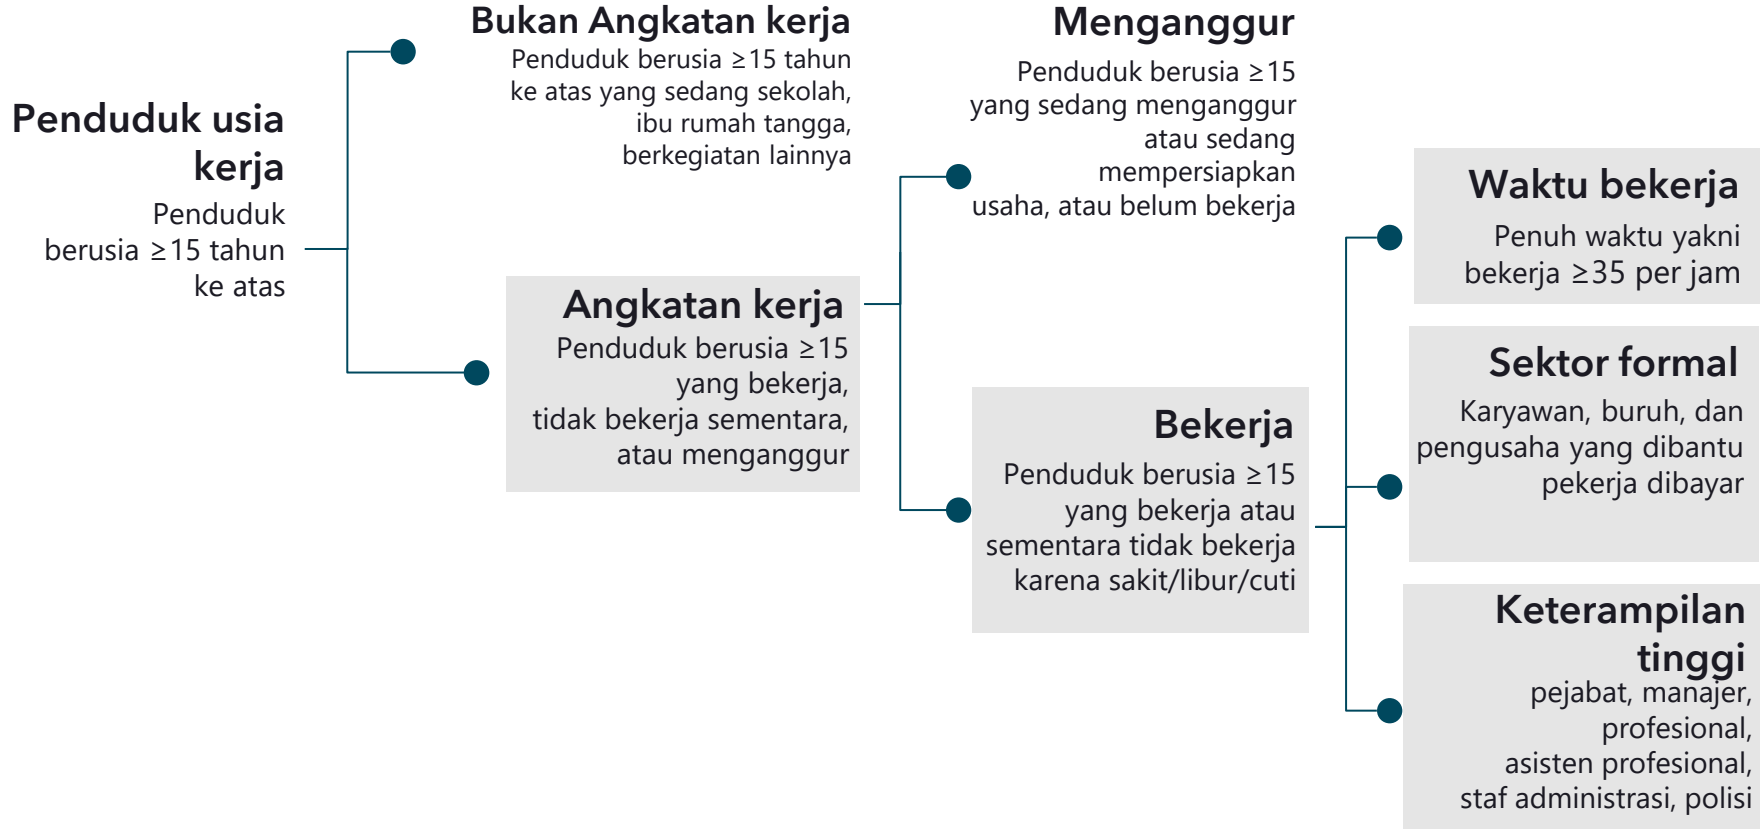 Penduduk usia
kerja
Penduduk
berusia ≥15 tahun
ke atas
Bukan Angkatan kerja
Penduduk berusia ≥15 tahun
ke atas yang sedang sekolah,
ibu rumah tangga,
berkegiatan lainnya
Angkatan kerja
Penduduk berusia ≥15
yang bekerja,
tidak bekerja sementara,
atau menganggur
Menganggur
Penduduk berusia ≥15
yang sedang menganggur
atau sedang
mempersiapkan
usaha, atau belum bekerja
Bekerja
Penduduk berusia ≥15
yang bekerja atau
sementara tidak bekerja
karena sakit/libur/cuti
Waktu bekerja
Penuh waktu yakni
bekerja ≥35 per jam
Sektor formal
Karyawan, buruh, dan
pengusaha yang dibantu
pekerja dibayar
Keterampilan
tinggi
pejabat, manajer,
profesional,
asisten profesional,
staf administrasi, polisi